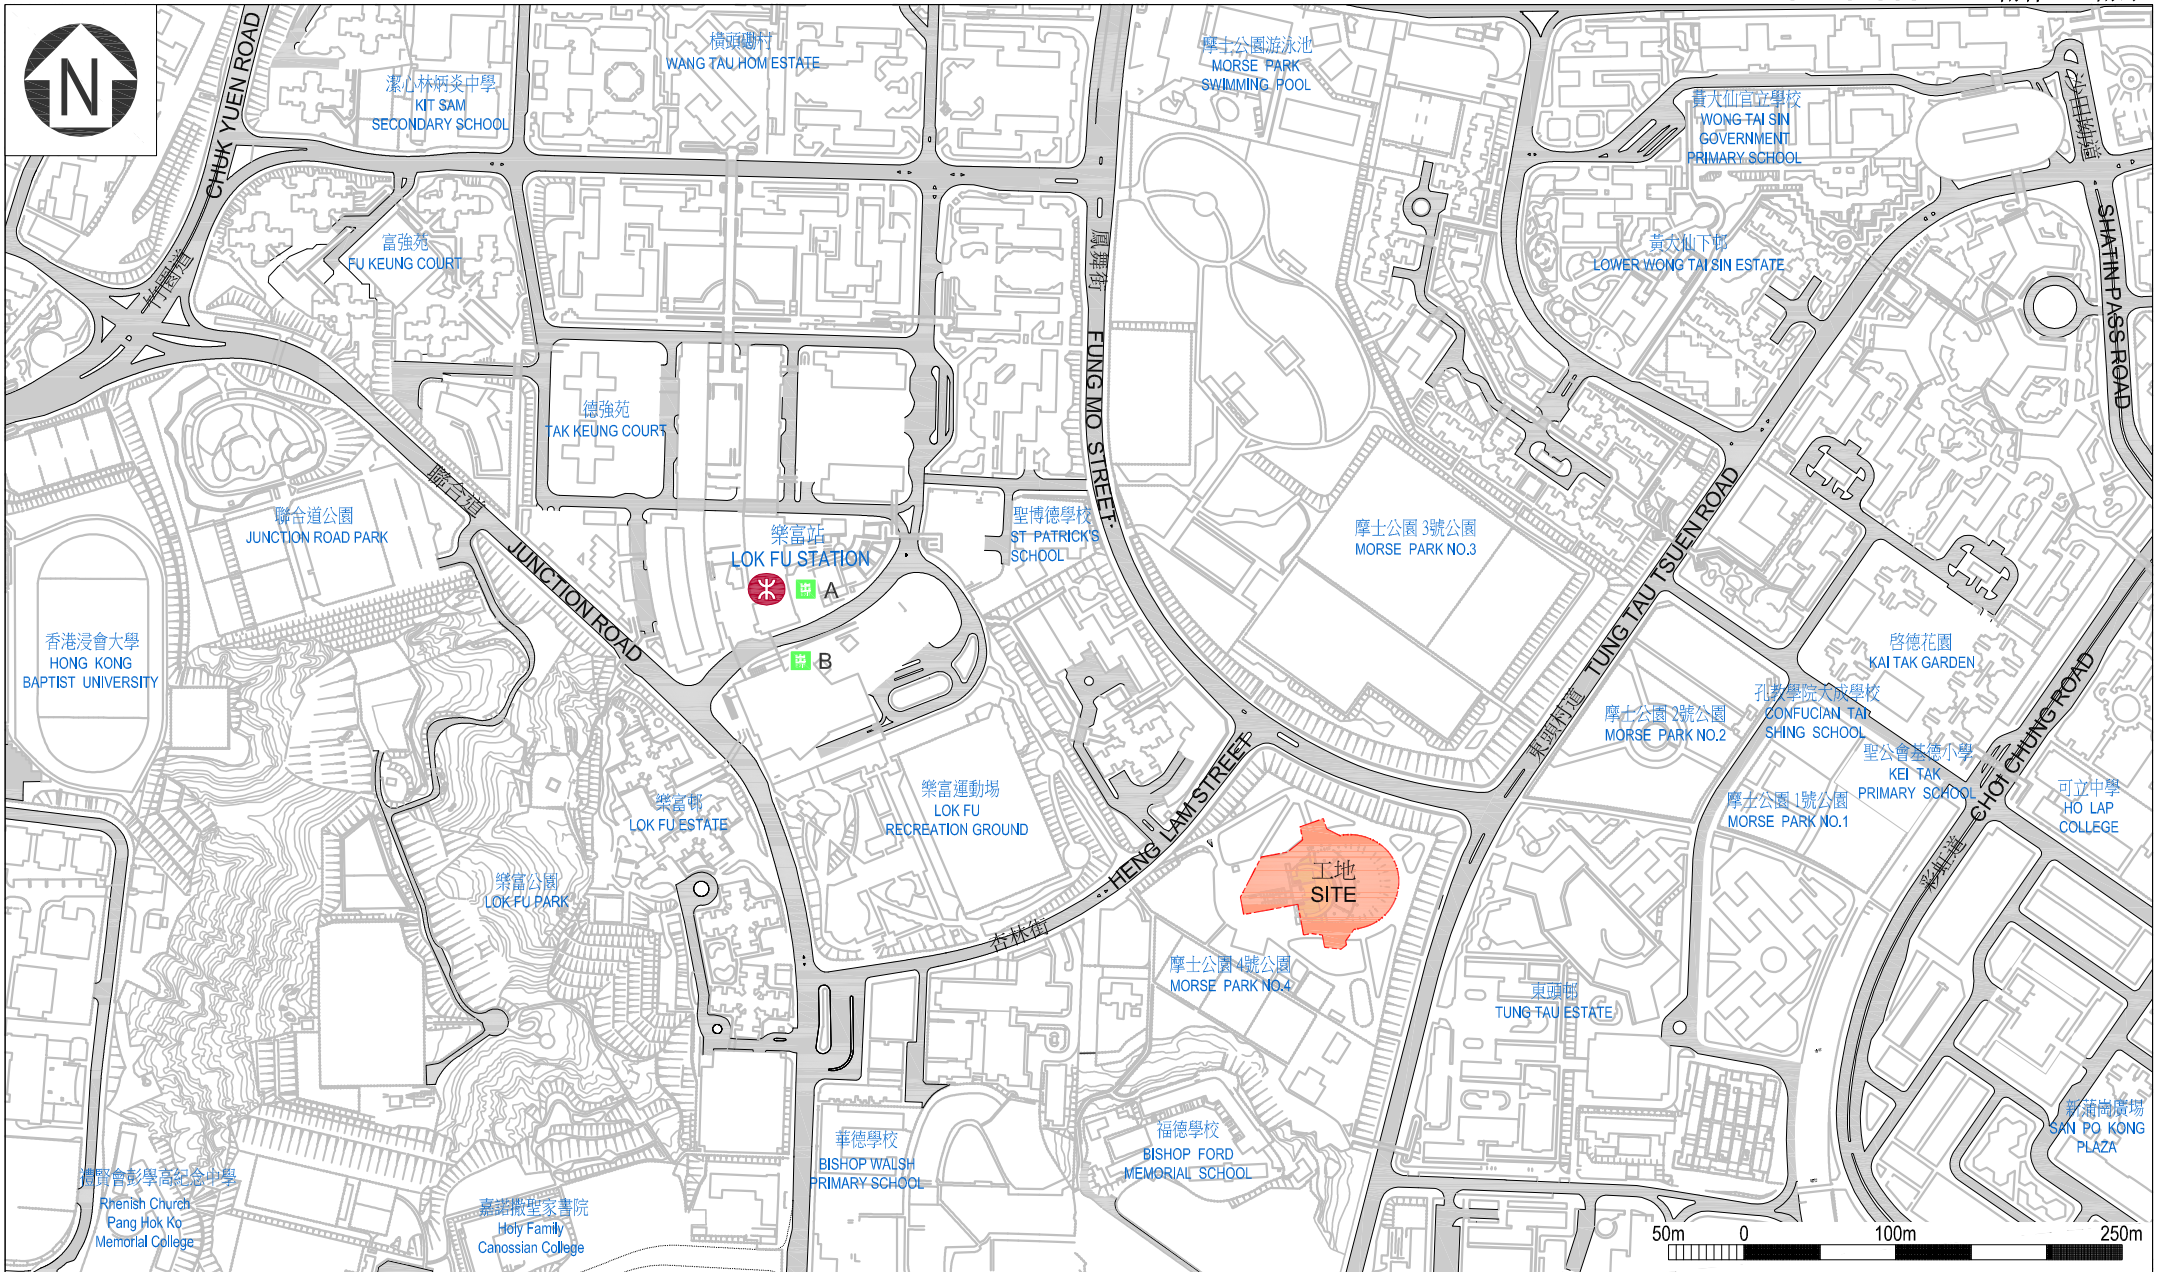 N
竹園道
CHUK YUEN ROAD
潔心林炳炎中學
KIT SAM
SECONDARY SCHOOL
橫頭磡村
WANG TAU HOM ESTATE
摩士公園游泳池
MORSE PARK
SWIMMING POOL
黃大仙官立學校
WONG TAI SIN
GOVERNMENT
PRIMARY SCHOOL
沙田坳道
SHATIN PASS ROAD
富強苑
FU KEUNG COURT
鳳舞街
FUNG MO STREET
黃大仙下邨
LOWER WONG TAI SIN ESTATE
德強苑
TAK KEUNG COURT
聯合道
JUNCTION ROAD
聯合道公園
JUNCTION ROAD PARK
樂富站
LOK FU STATION
A
B
聖博德學校
ST PATRICK'S
SCHOOL
摩士公園 3號公園
MORSE PARK NO.3
東頭村道
TUNG TAU TSUEN ROAD
香港浸會大學
HONG KONG
BAPTIST UNIVERSITY
啓德花園
KAI TAK GARDEN
摩士公園 2號公園
MORSE PARK NO.2
孔教學院大成學校
CONFUCIAN TAI
SHING SCHOOL
聖公會基德小學
KEI TAK
PRIMARY SCHOOL
摩士公園 1號公園
MORSE PARK NO.1
彩虹道
CHOI CHUNG ROAD
可立中學
HO LAP
COLLEGE
樂富邨
LOK FU ESTATE
樂富運動場
LOK FU
RECREATION GROUND
杏林街
HENG LAM STREET
工地
SITE
樂富公園
LOK FU PARK
摩士公園 4號公園
MORSE PARK NO.4
東頭邨
TUNG TAU ESTATE
新蒲崗廣場
SAN PO KONG
PLAZA
華德學校
BISHOP WALSH
PRIMARY SCHOOL
福德學校
BISHOP FORD
MEMORIAL SCHOOL
禮賢會彭學高紀念中學
Rhenish Church
Pang Hok Ko
Memorial College
嘉諾撒聖家書院
Holy Family
Canossian College
50m 0 100m 250m